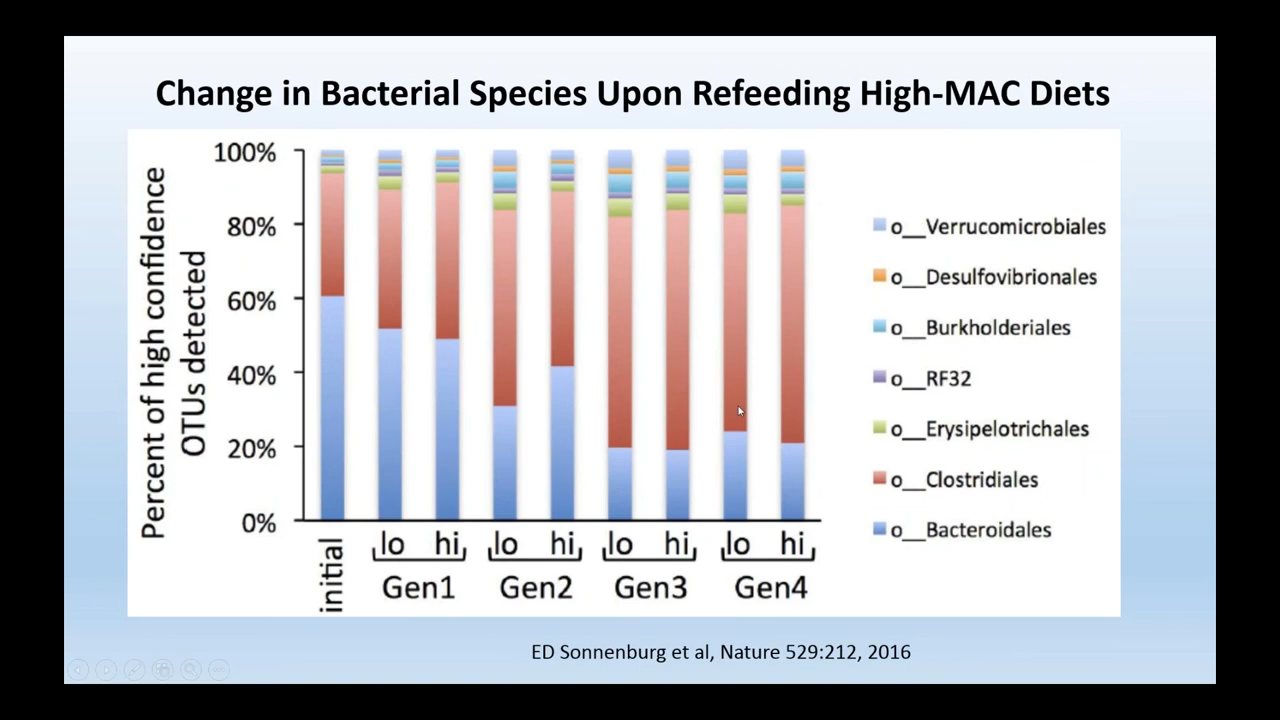 Change in Bacterial Species Upon Refeeding High-MAC Diets
Percent of high confidence
OTUs detected
100%
80%
60%
40%
20%
0%
initial
lo hi lo hi lo hi lo hi
Gen1 Gen2 Gen3 Gen4
o__Verrucomicrobiales
o__Desulfovibrionales
o__Burkholderiales
o__RF32
o__Erysipelotrichales
o__Clostridiales
o__Bacteroidales
ED Sonnenburg et al, Nature 529:212, 2016